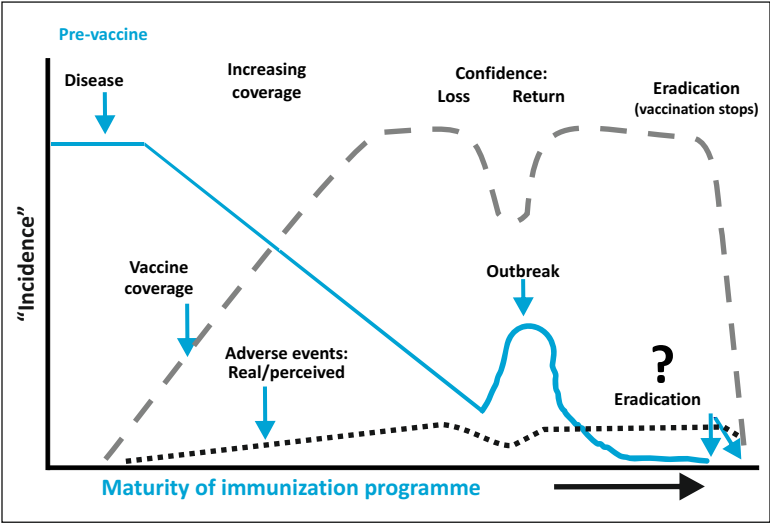 Pre-vaccine
Disease
Increasing
coverage
Confidence:
Loss Return
Eradication
(vaccination stops)
"Incidence"
Vaccine
coverage
Outbreak
Adverse events:
Real/perceived
?
Eradication
Maturity of immunization programme